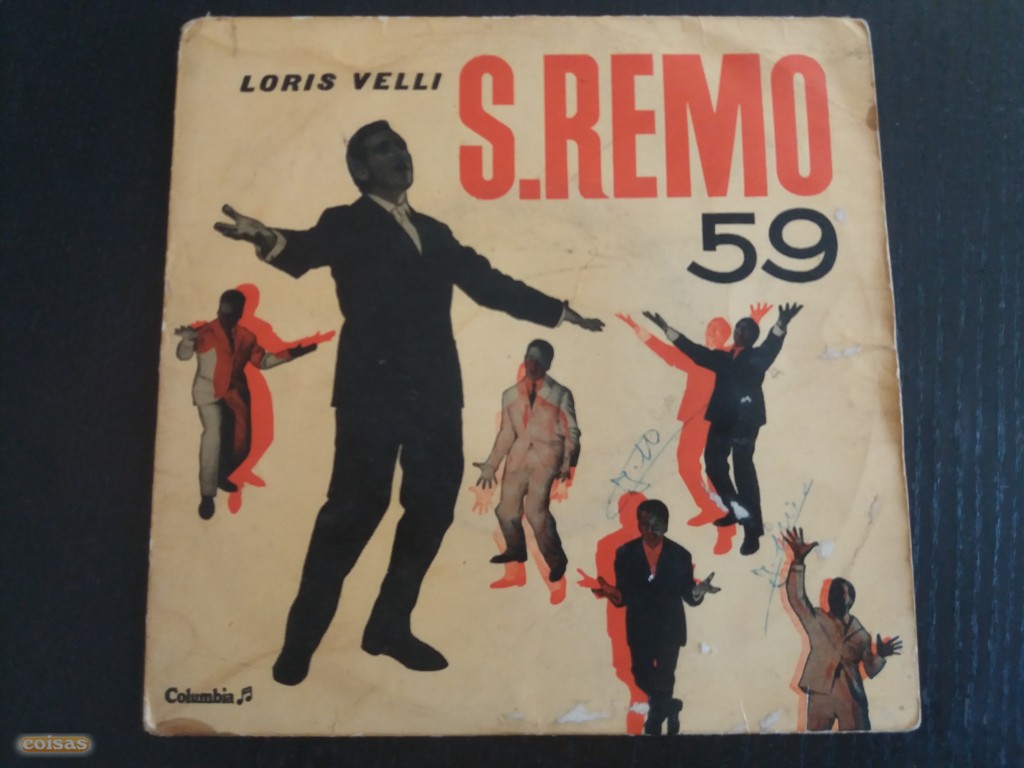 LORIS VELLI
S.REMO
59
Columbia
coisas